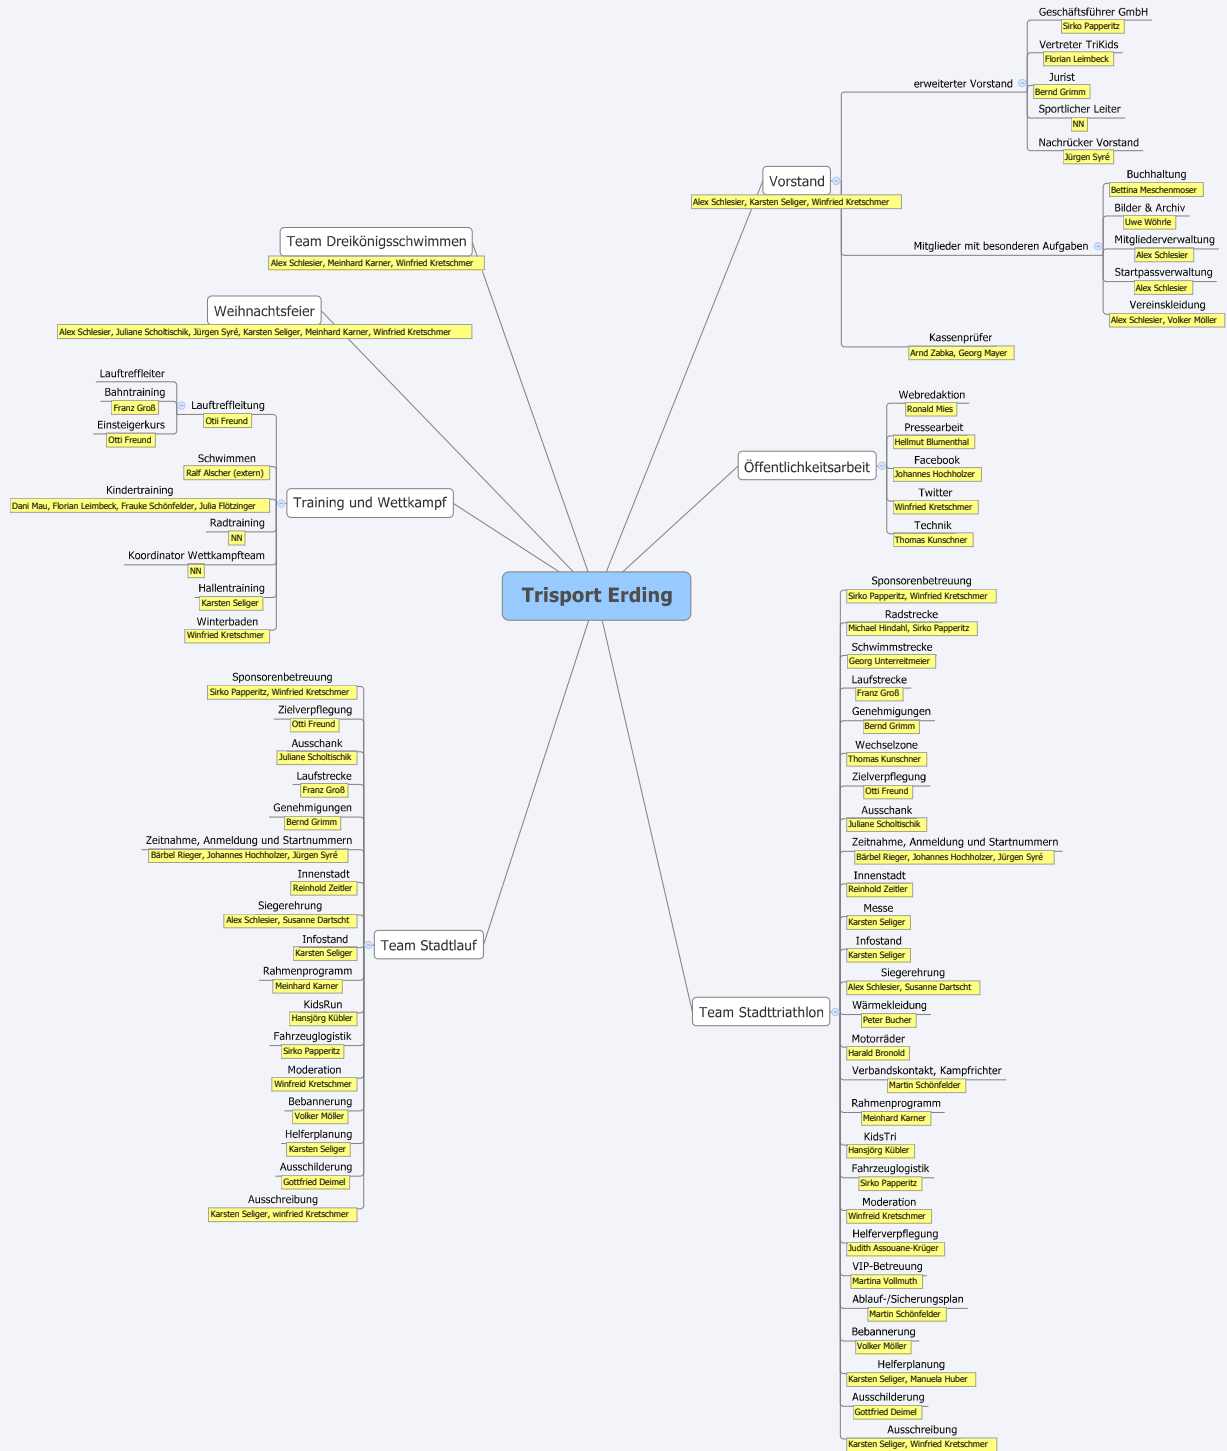 Trisport Erding
Vorstand
Alex Schlesier, Karsten Seliger, Winfried Kretschmer
erweiterter Vorstand
Geschäftsführer GmbH
Sirko Papperitz
Vertreter TriKids
Florian Leimbeck
Jurist
Bernd Grimm
Sportlicher Leiter
NN
Nachrücker Vorstand
Jürgen Syré
Mitglieder mit besonderen Aufgaben
Buchhaltung
Bettina Meschenmoser
Bilder & Archiv
Uwe Wöhrle
Mitgliederverwaltung
Alex Schlesier
Startpassverwaltung
Alex Schlesier
Vereinskleidung
Alex Schlesier, Volker Möller
Kassenprüfer
Arnd Zabka, Georg Mayer
Öffentlichkeitsarbeit
Webredaktion
Ronald Mies
Pressearbeit
Hellmut Blumenthal
Facebook
Johannes Hochholzer
Twitter
Winfried Kretschmer
Technik
Thomas Kunschner
Team Stadttriathlon
Sponsorenbetreuung
Sirko Papperitz, Winfried Kretschmer
Radstrecke
Michael Hindahl, Sirko Papperitz
Schwimmstrecke
Georg Unterreitmeier
Laufstrecke
Franz Groß
Genehmigungen
Bernd Grimm
Wechselzone
Thomas Kunschner
Zielverpflegung
Otti Freund
Ausschank
Juliane Scholtischik
Zeitnahme, Anmeldung und Startnummern
Bärbel Rieger, Johannes Hochholzer, Jürgen Syré
Innenstadt
Reinhold Zeitler
Messe
Karsten Seliger
Infostand
Karsten Seliger
Siegerehrung
Alex Schlesier, Susanne Dartscht
Wärmekleidung
Peter Bucher
Motorräder
Harald Bronold
Verbandskontakt, Kampfrichter
Martin Schönfelder
Rahmenprogramm
Meinhard Karner
KidsTri
Hansjörg Kübler
Fahrzeuglogistik
Sirko Papperitz
Moderation
Winfreid Kretschmer
Helferverpflegung
Judith Assouane-Krüger
VIP-Betreuung
Martina Vollmuth
Ablauf-/Sicherungsplan
Martin Schönfelder
Bebannerung
Volker Möller
Helferplanung
Karsten Seliger, Manuela Huber
Ausschilderung
Gottfried Deimel
Ausschreibung
Karsten Seliger, Winfried Kretschmer
Team Dreikönigsschwimmen
Alex Schlesier, Meinhard Karner, Winfried Kretschmer
Weihnachtsfeier
Alex Schlesier, Juliane Scholtischik, Jürgen Syré, Karsten Seliger, Meinhard Karner, Winfried Kretschmer
Training und Wettkampf
Lauftreffleitung
Otii Freund
Lauftreffleiter
Bahntraining
Franz Groß
Einsteigerkurs
Otti Freund
Schwimmen
Ralf Alscher (extern)
Kindertraining
Dani Mau, Florian Leimbeck, Frauke Schönfelder, Julia Flötzinger
Radtraining
NN
Koordinator Wettkampfteam
NN
Hallentraining
Karsten Seliger
Winterbaden
Winfried Kretschmer
Team Stadtlauf
Sponsorenbetreuung
Sirko Papperitz, Winfried Kretschmer
Zielverpflegung
Otti Freund
Ausschank
Juliane Scholtischik
Laufstrecke
Franz Groß
Genehmigungen
Bernd Grimm
Zeitnahme, Anmeldung und Startnummern
Bärbel Rieger, Johannes Hochholzer, Jürgen Syré
Innenstadt
Reinhold Zeitler
Siegerehrung
Alex Schlesier, Susanne Dartscht
Infostand
Karsten Seliger
Rahmenprogramm
Meinhard Karner
KidsRun
Hansjörg Kübler
Fahrzeuglogistik
Sirko Papperitz
Moderation
Winfreid Kretschmer
Bebannerung
Volker Möller
Helferplanung
Karsten Seliger
Ausschilderung
Gottfried Deimel
Ausschreibung
Karsten Seliger, winfried Kretschmer